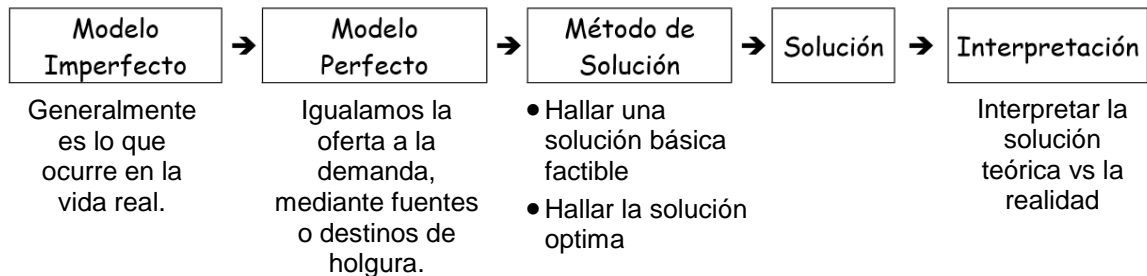 Modelo
Imperfecto
➔
Modelo
Perfecto
➔
Método de
Solución
➔
Solución
➔
Interpretación
Generalmente
es lo que
ocurre en la
vida real.
Igualamos la
oferta a la
demanda,
mediante fuentes
o destinos de
holgura.
● Hallar una
solución básica
factible
● Hallar la solución
optima
Interpretar la
solución
teórica vs la
realidad